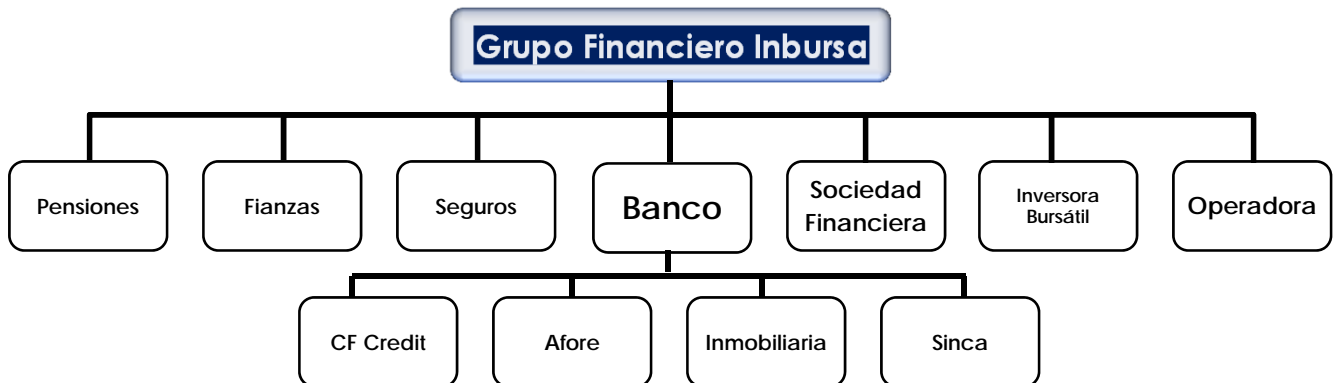 Grupo Financiero Inbursa
Pensiones
Fianzas
Seguros
Banco
Sociedad
Financiera
Inversora
Bursátil
Operadora
CF Credit
Afore
Inmobiliaria
Sinca